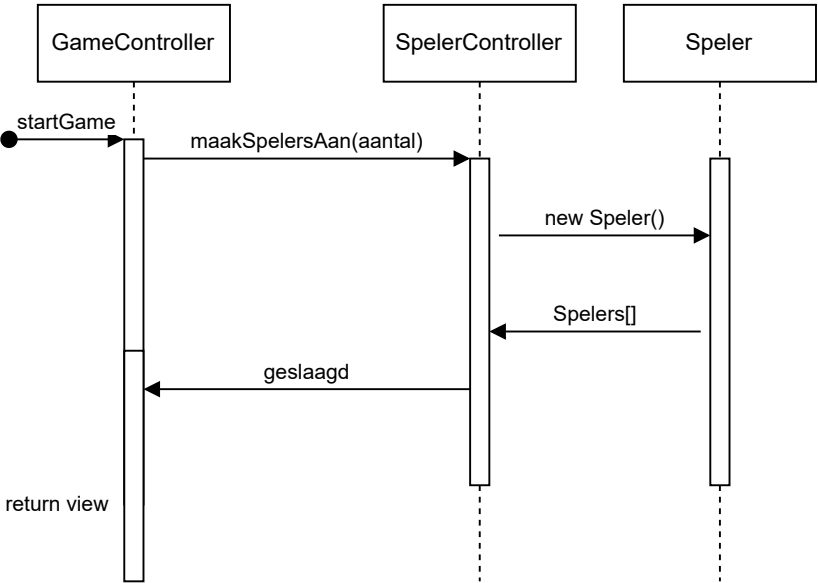 GameController
SpelerController
Speler
startGame
maakSpelersAan(aantal)
new Speler()
Spelers[]
geslaagd
return view